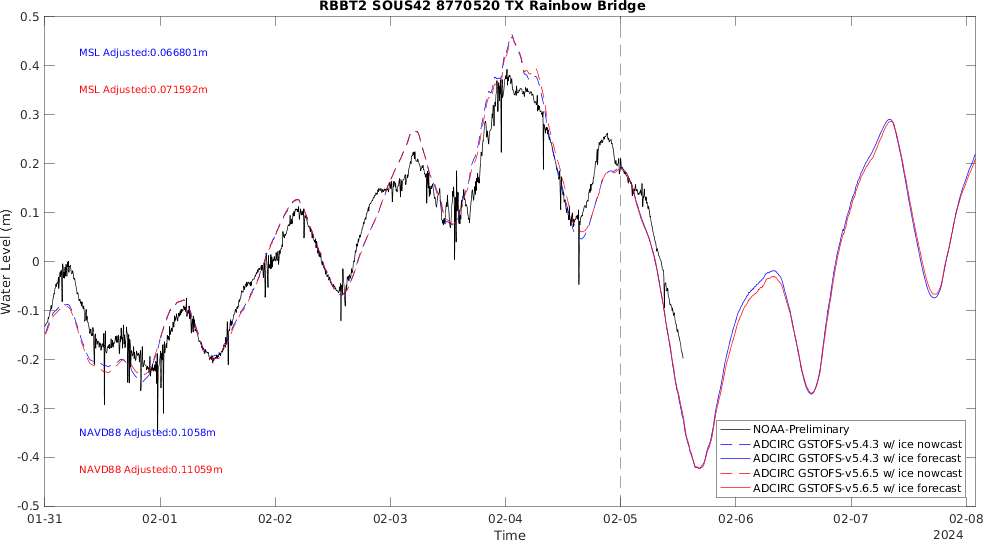 RBBT2 SOUS42 8770520 TX Rainbow Bridge
0.5
0.4
0.3
0.2
0.1
0
-0.1
-0.2
-0.3
-0.4
-0.5
Water Level (m)
MSL Adjusted:0.066801m
MSL Adjusted:0.071592m
NAVD88 Adjusted:0.1058m
NAVD88 Adjusted:0.11059m
NOAA-Preliminary
ADCIRC GSTOFS-v5.4.3 w/ ice nowcast
ADCIRC GSTOFS-v5.4.3 w/ ice forecast
ADCIRC GSTOFS-v5.6.5 w/ ice nowcast
ADCIRC GSTOFS-v5.6.5 w/ ice forecast
01-31 02-01 02-02 02-03 02-04 02-05 02-06 02-07 02-08
Time
2024